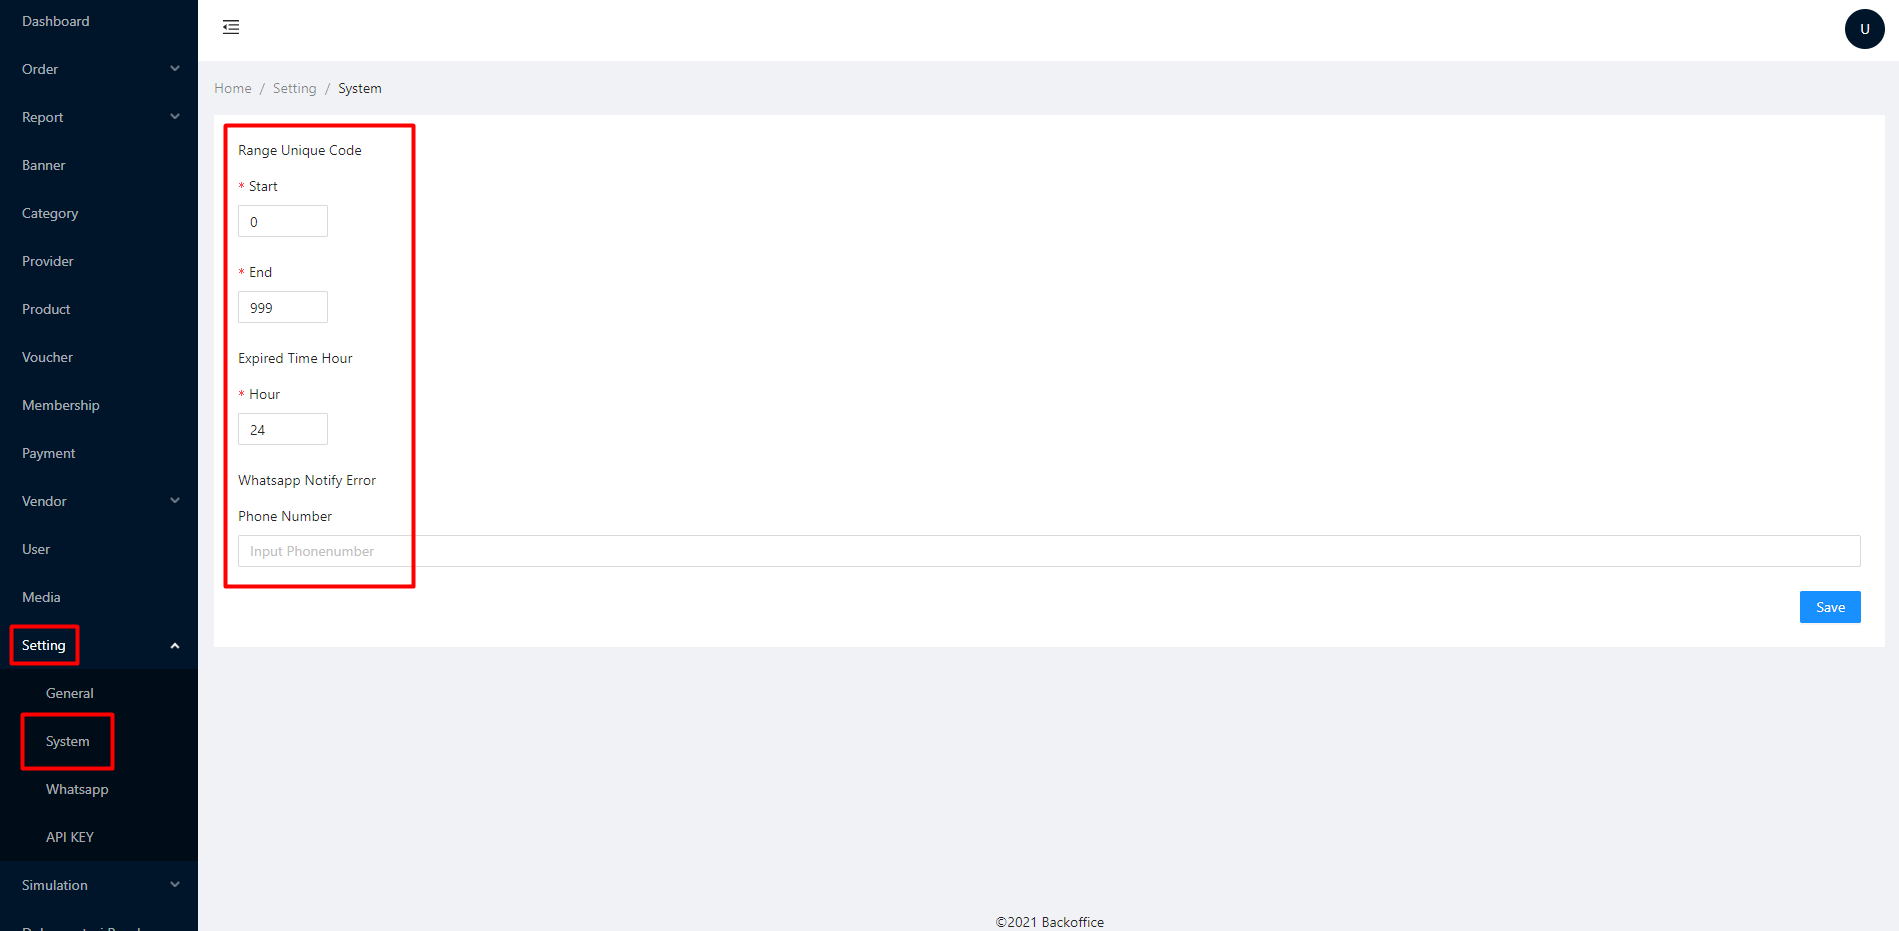 Dashboard
Order
Report
Banner
Category
Provider
Product
Voucher
Membership
Payment
Vendor
User
Media
Setting
General
System
Whatsapp
API KEY
Simulation
U
Home / Setting / System
Range Unique Code
* Start
0
* End
999
Expired Time Hour
* Hour
24
Whatsapp Notify Error
Phone Number
Input Phonenumber
Save
©2021 Backoffice